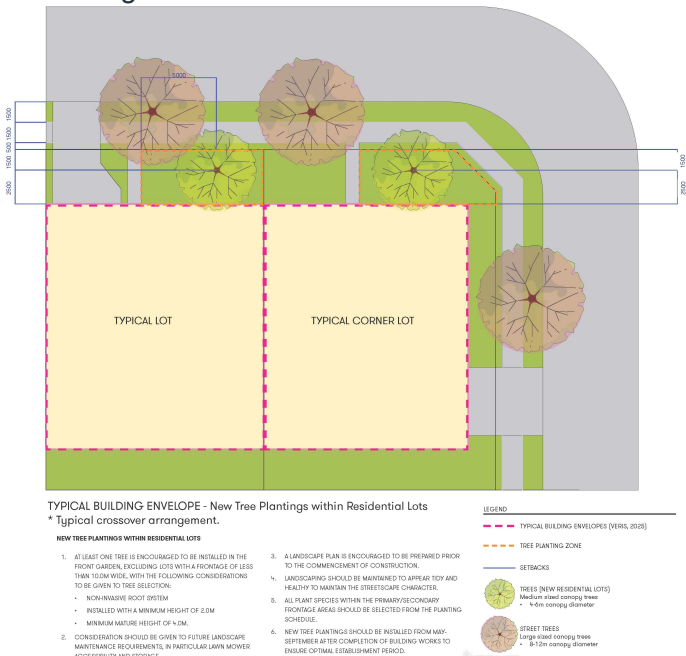 5000
1500
1500
500
1500
2500
1500
2500
TYPICAL LOT
TYPICAL CORNER LOT
TYPICAL BUILDING ENVELOPE - New Tree Plantings within Residential Lots
* Typical crossover arrangement.
NEW TREE PLANTINGS WITHIN RESIDENTIAL LOTS
1. AT LEAST ONE TREE IS ENCOURAGED TO BE INSTALLED IN THE
FRONT GARDEN, EXCLUDING LOTS WITH A FRONTAGE OF LESS
THAN 10.0M WIDE, WITH THE FOLLOWING CONSIDERATIONS
TO BE GIVEN TO TREE SELECTION:
• NON-INVASIVE ROOT SYSTEM
• INSTALLED WITH A MINIMUM HEIGHT OF 2.0M
• MINIMUM MATURE HEIGHT OF 4.0M.
2. CONSIDERATION SHOULD BE GIVEN TO FUTURE LANDSCAPE
MAINTENANCE REQUIREMENTS, IN PARTICULAR LAWN MOWER
3. A LANDSCAPE PLAN IS ENCOURAGED TO BE PREPARED PRIOR
TO THE COMMENCEMENT OF CONSTRUCTION.
4. LANDSCAPING SHOULD BE MAINTAINED TO APPEAR TIDY AND
HEALTHY TO MAINTAIN THE STREETSCAPE CHARACTER.
5. ALL PLANT SPECIES WITHIN THE PRIMARY/SECONDARY
FRONTAGE AREAS SHOULD BE SELECTED FROM THE PLANTING
SCHEDULE.
6. NEW TREE PLANTINGS SHOULD BE INSTALLED FROM MAY-
SEPTEMBER AFTER COMPLETION OF BUILDING WORKS TO
ENSURE OPTIMAL ESTABLISHMENT PERIOD.
LEGEND
TYPICAL BUILDING ENVELOPES (VERIS, 2025)
TREE PLANTING ZONE
SETBACKS
TREES (NEW RESIDENTIAL LOTS)
Medium sized canopy trees
• 4-6m canopy diameter
STREET TREES
Large sized canopy trees
• 8-12m canopy diameter